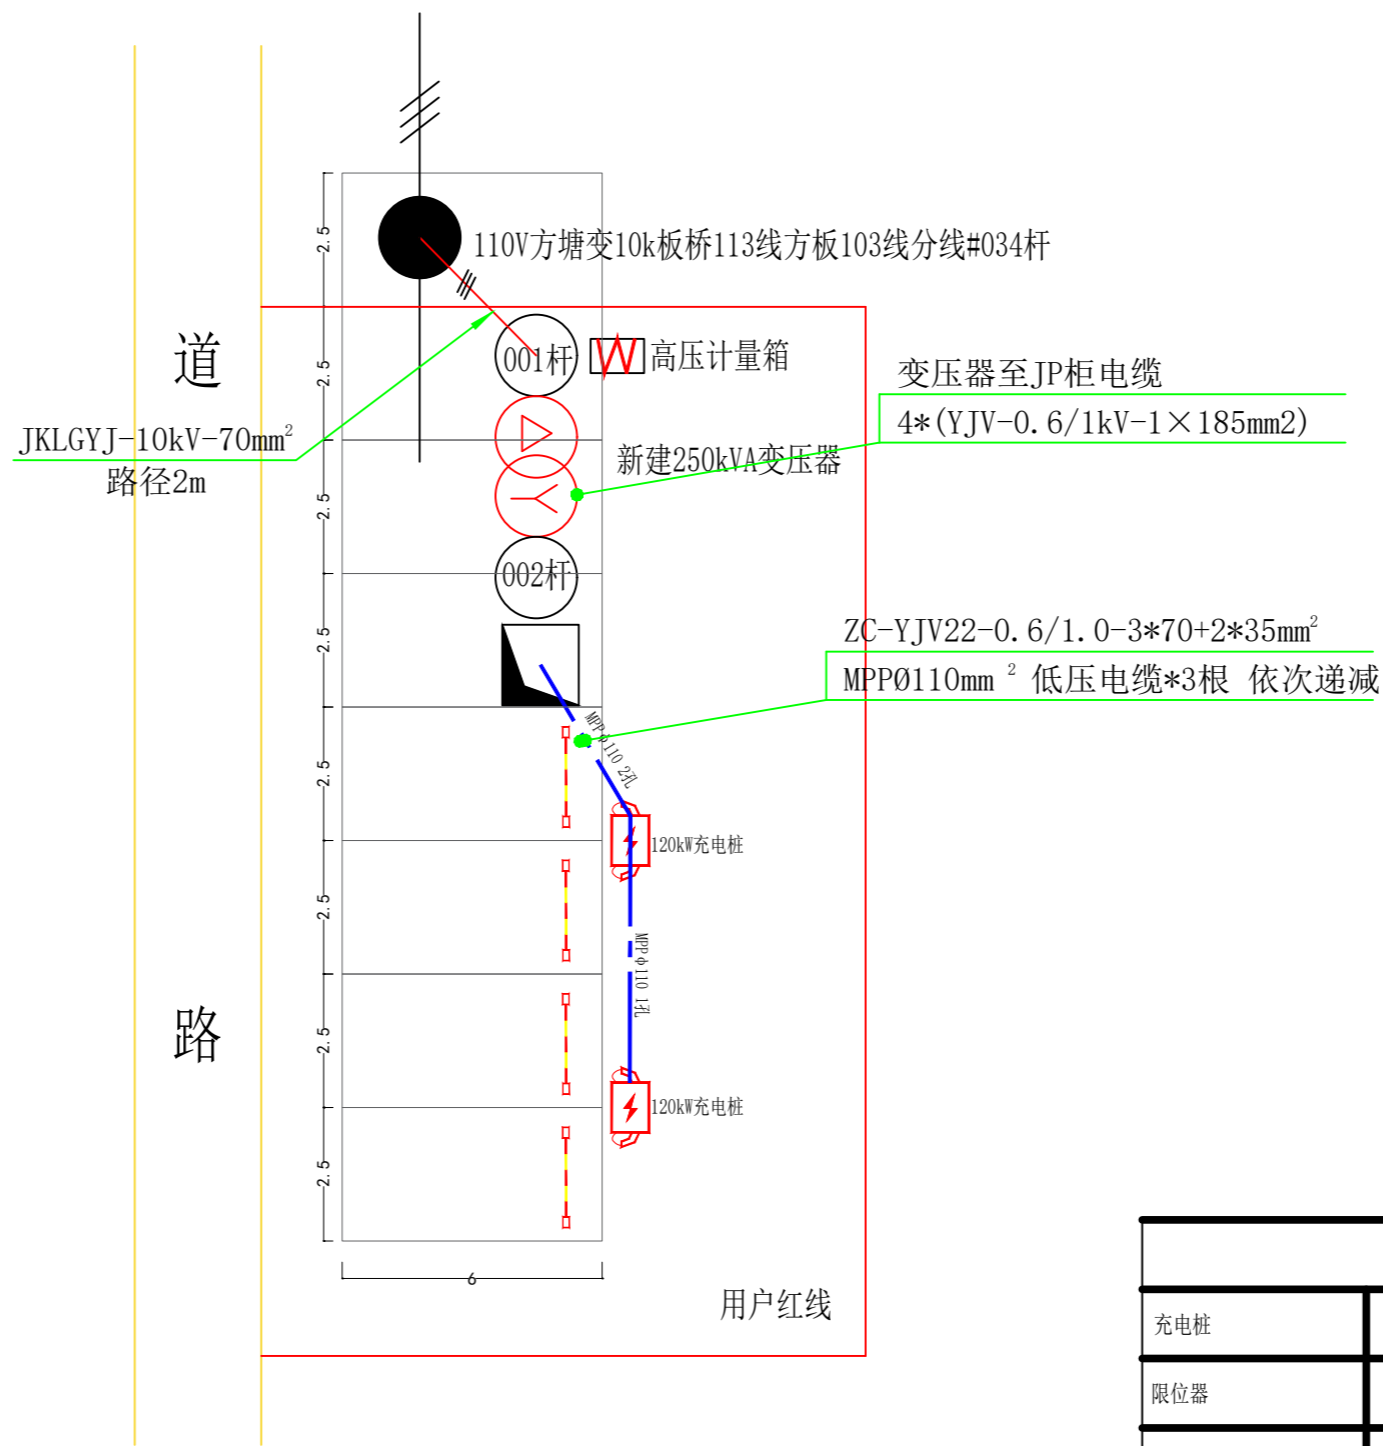 2.5
110V方塘变10k板桥113线方板103线分线#034杆
道
2.5
001杆
W
高压计量箱
变压器至JP柜电缆
4*(YJV-0.6/1kV-1×185mm2)
JKLGYJ-10kV-70mm²
路径2m
新建250kVA变压器
2.5
002杆
2.5
ZC-YJV22-0.6/1.0-3*70+2*35mm²
MPPØ110mm ² 低压电缆*3根 依次递减
MPPφ110 2孔
2.5
120kW充电桩
2.5
MPPφ110 1孔
路
2.5
120kW充电桩
2.5
6
用户红线
充电桩
限位器